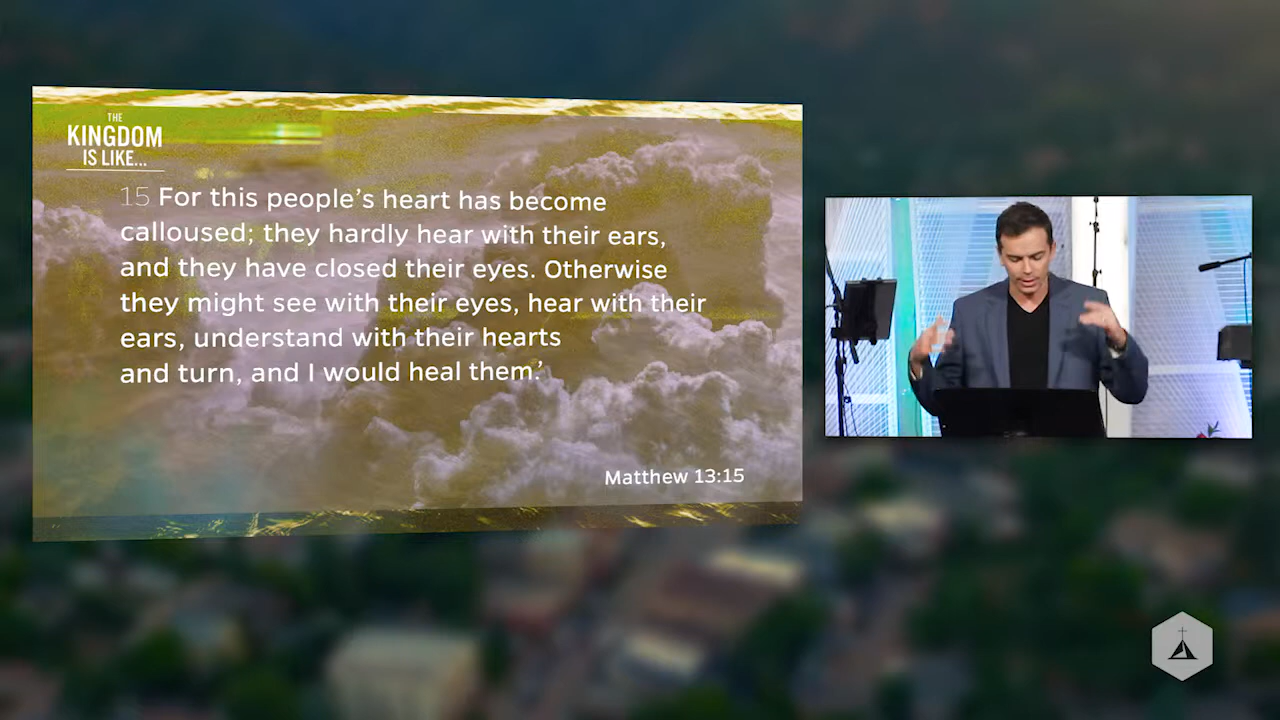 THE
KINGDOM
IS LIKE...
15 For this people’s heart has become
calloused; they hardly hear with their ears,
and they have closed their eyes. Otherwise
they might see with their eyes, hear with their
ears, understand with their hearts
and turn, and I would heal them.’
Matthew 13:15